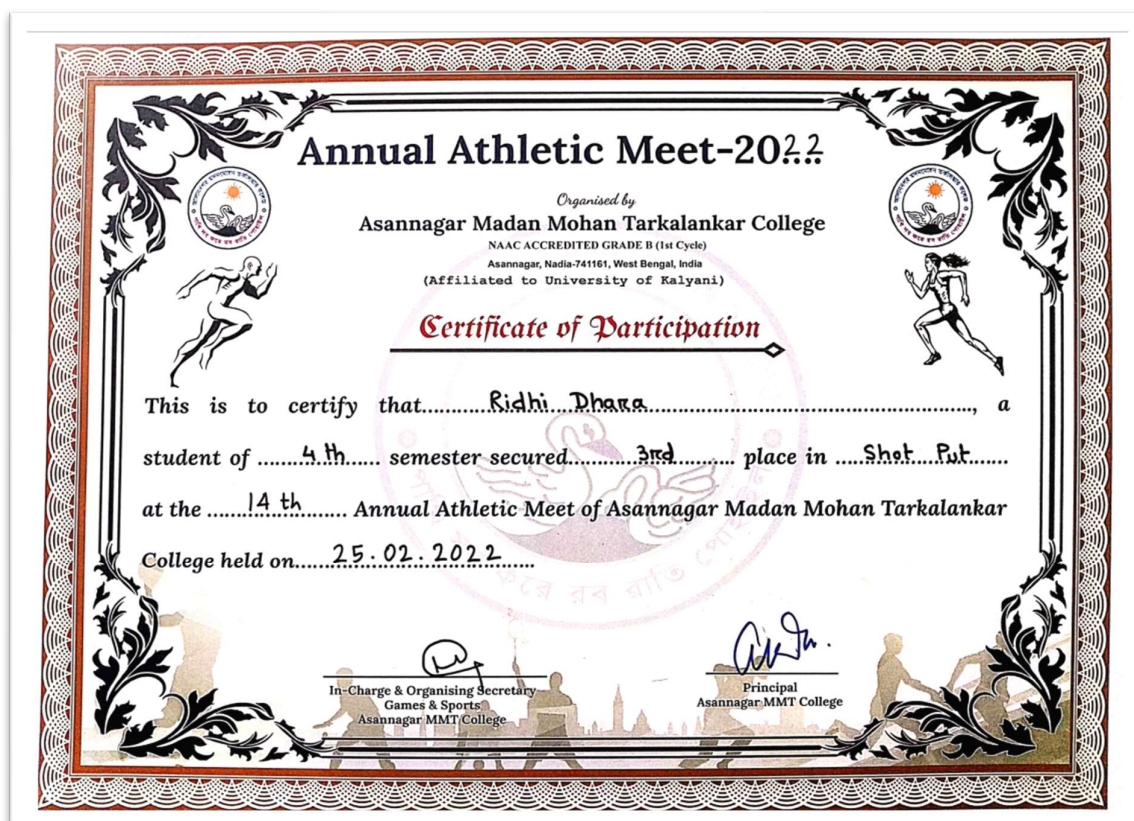 Annual Athletic Meet-2022
Organised by
Asannagar Madan Mohan Tarkalankar College
NAAC ACCREDITED GRADE B (1st Cycle)
Asannagar, Nadia-741161, West Bengal, India
(Affiliated to University of Kalyani)
Certificate of Participation
This is to certify that..........Ridhi Dhara.........., a
student of ......4th...... semester secured..........3rd.......... place in .....Shot Put.....
at the ........14th........ Annual Athletic Meet of Asannagar Madan Mohan Tarkalankar
College held on......25.02.2022......
করে রব রাতি পোহাইল
In-Charge & Organising Secretary
Games & Sports
Asannagar MMT College
Principal
Asannagar MMT College